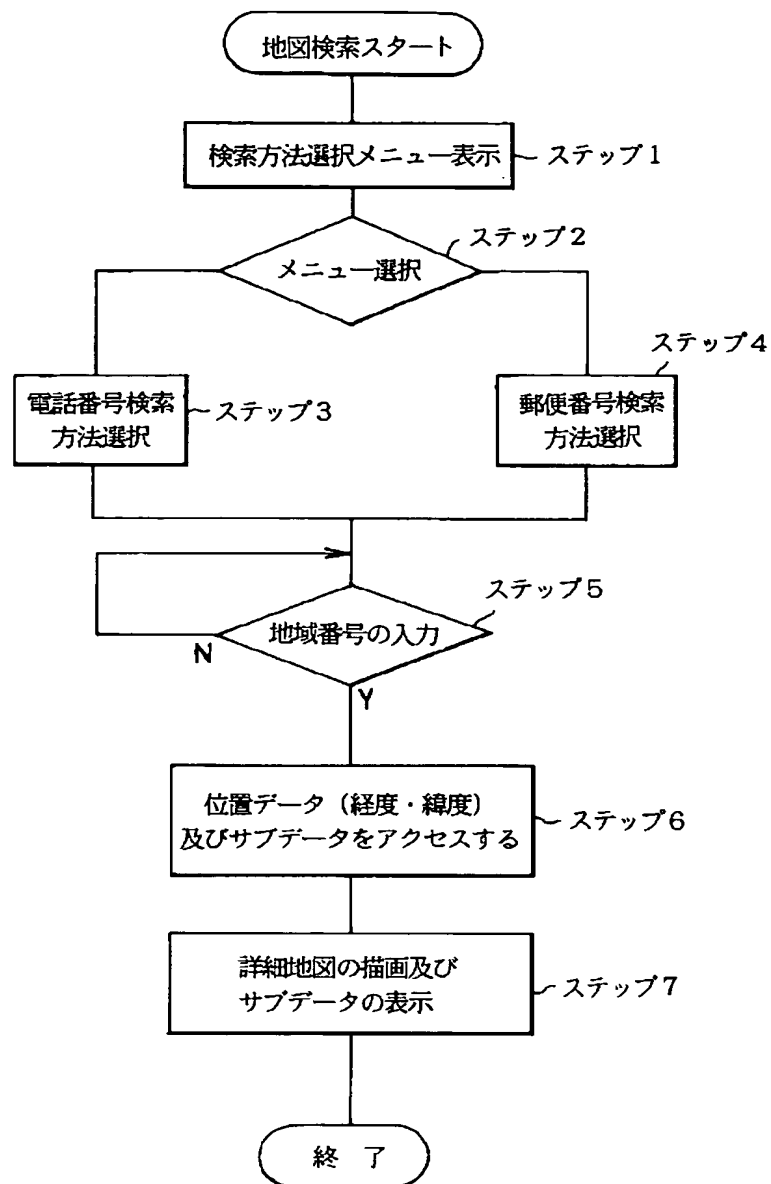 地図検索スタート
検索方法選択メニュー表示
ステップ1
ステップ2
メニュー選択
ステップ4
電話番号検索
方法選択
ステップ3
郵便番号検索
方法選択
ステップ5
地域番号の入力
N
Y
位置データ（経度・緯度）
及びサブデータをアクセスする
ステップ6
詳細地図の描画及び
サブデータの表示
ステップ7
終 了